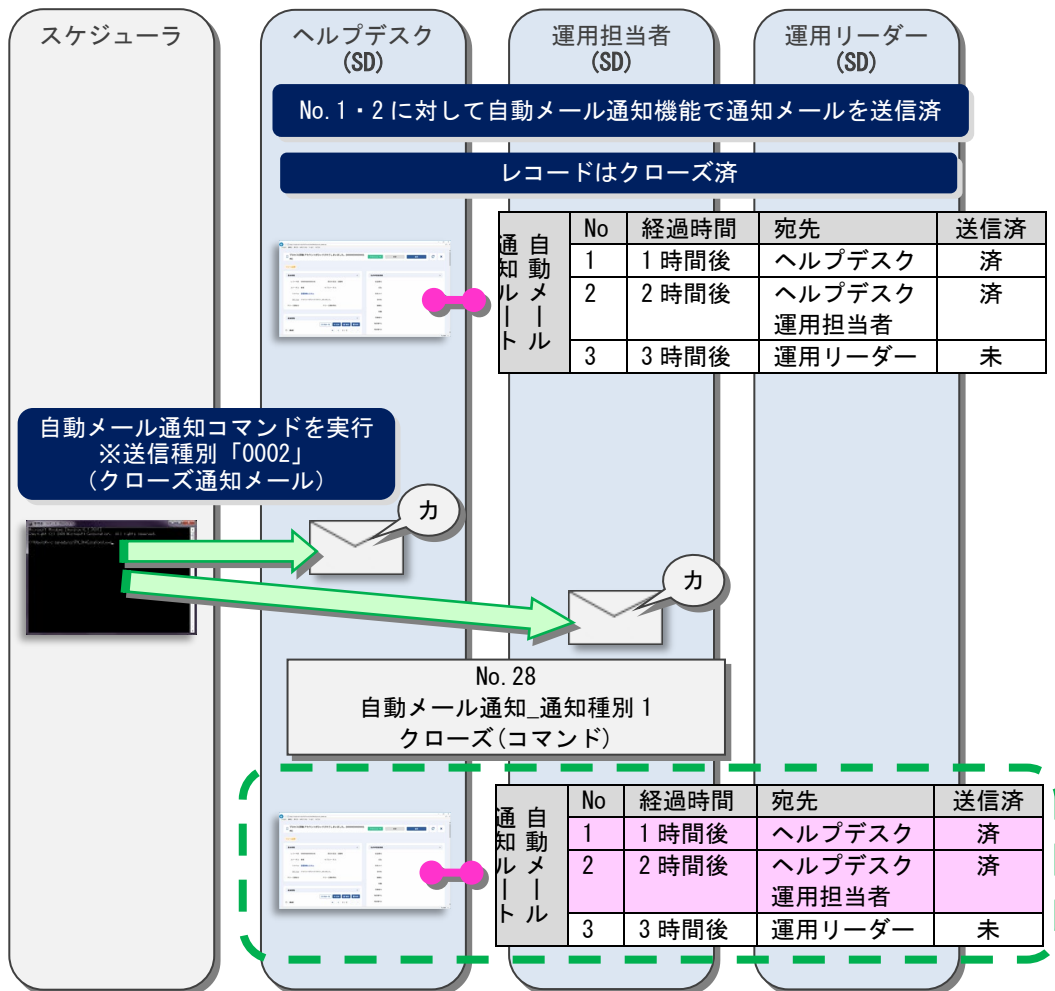 スケジューラ
ヘルプデスク
(SD)
運用担当者
(SD)
運用リーダー
(SD)
No.1・2に対して自動メール通知機能で通知メールを送信済
レコードはクローズ済
自動メール
通知ルート
No 経過時間 宛先 送信済
1 1時間後 ヘルプデスク 済
2 2時間後 ヘルプデスク 済
運用担当者
3 3時間後 運用リーダー 未
自動メール通知コマンドを実行
※送信種別「0002」
(クローズ通知メール)
カ
カ
No.28
自動メール通知_通知種別1
クローズ(コマンド)
自動メール
通知ルート
No 経過時間 宛先 送信済
1 1時間後 ヘルプデスク 済
2 2時間後 ヘルプデスク 済
運用担当者
3 3時間後 運用リーダー 未